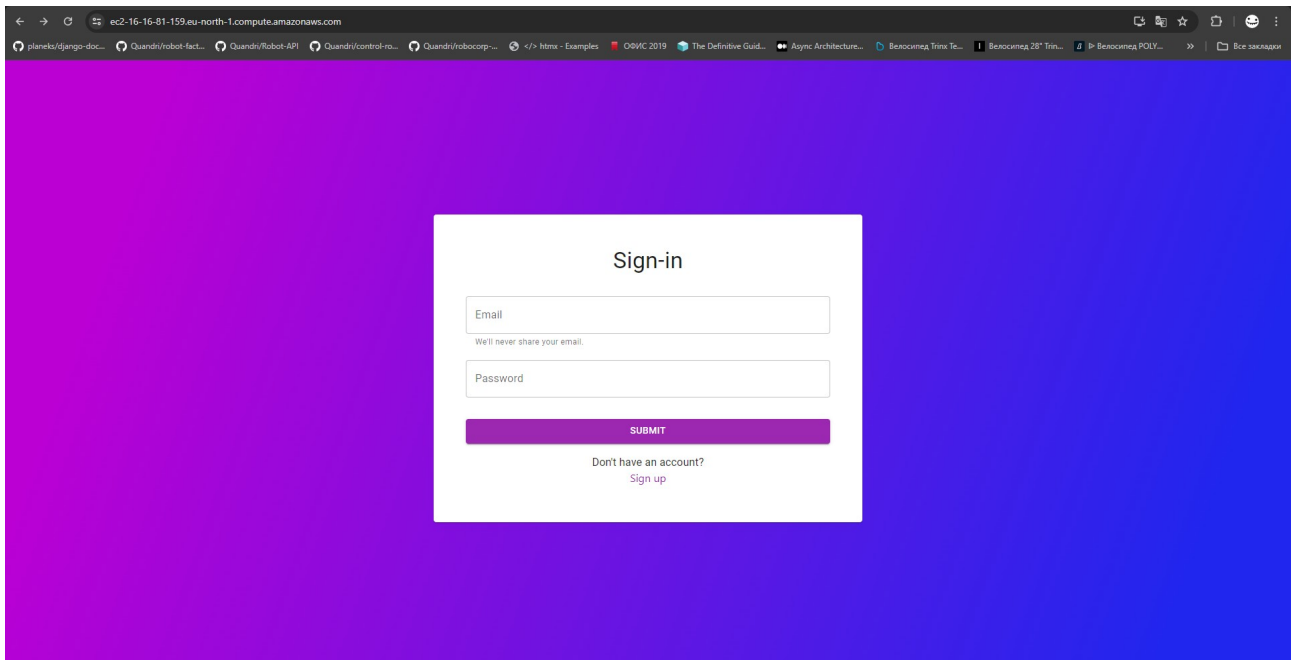 ec2-16-16-81-159.eu-north-1.compute.amazonaws.com
planeks/django-doc... Quandri/robot-fact... Quandri/Robot-API Quandri/control-ro... Quandri/robocorp-... </> htmx - Examples ОФИС 2019 The Definitive Guid... Async Architecture... Велосипед Trinx Te... Велосипед 28" Trin... ᐈ Велосипед POLY... » Все закладки
Sign-in
Email
We'll never share your email.
Password
SUBMIT
Don't have an account?
Sign up